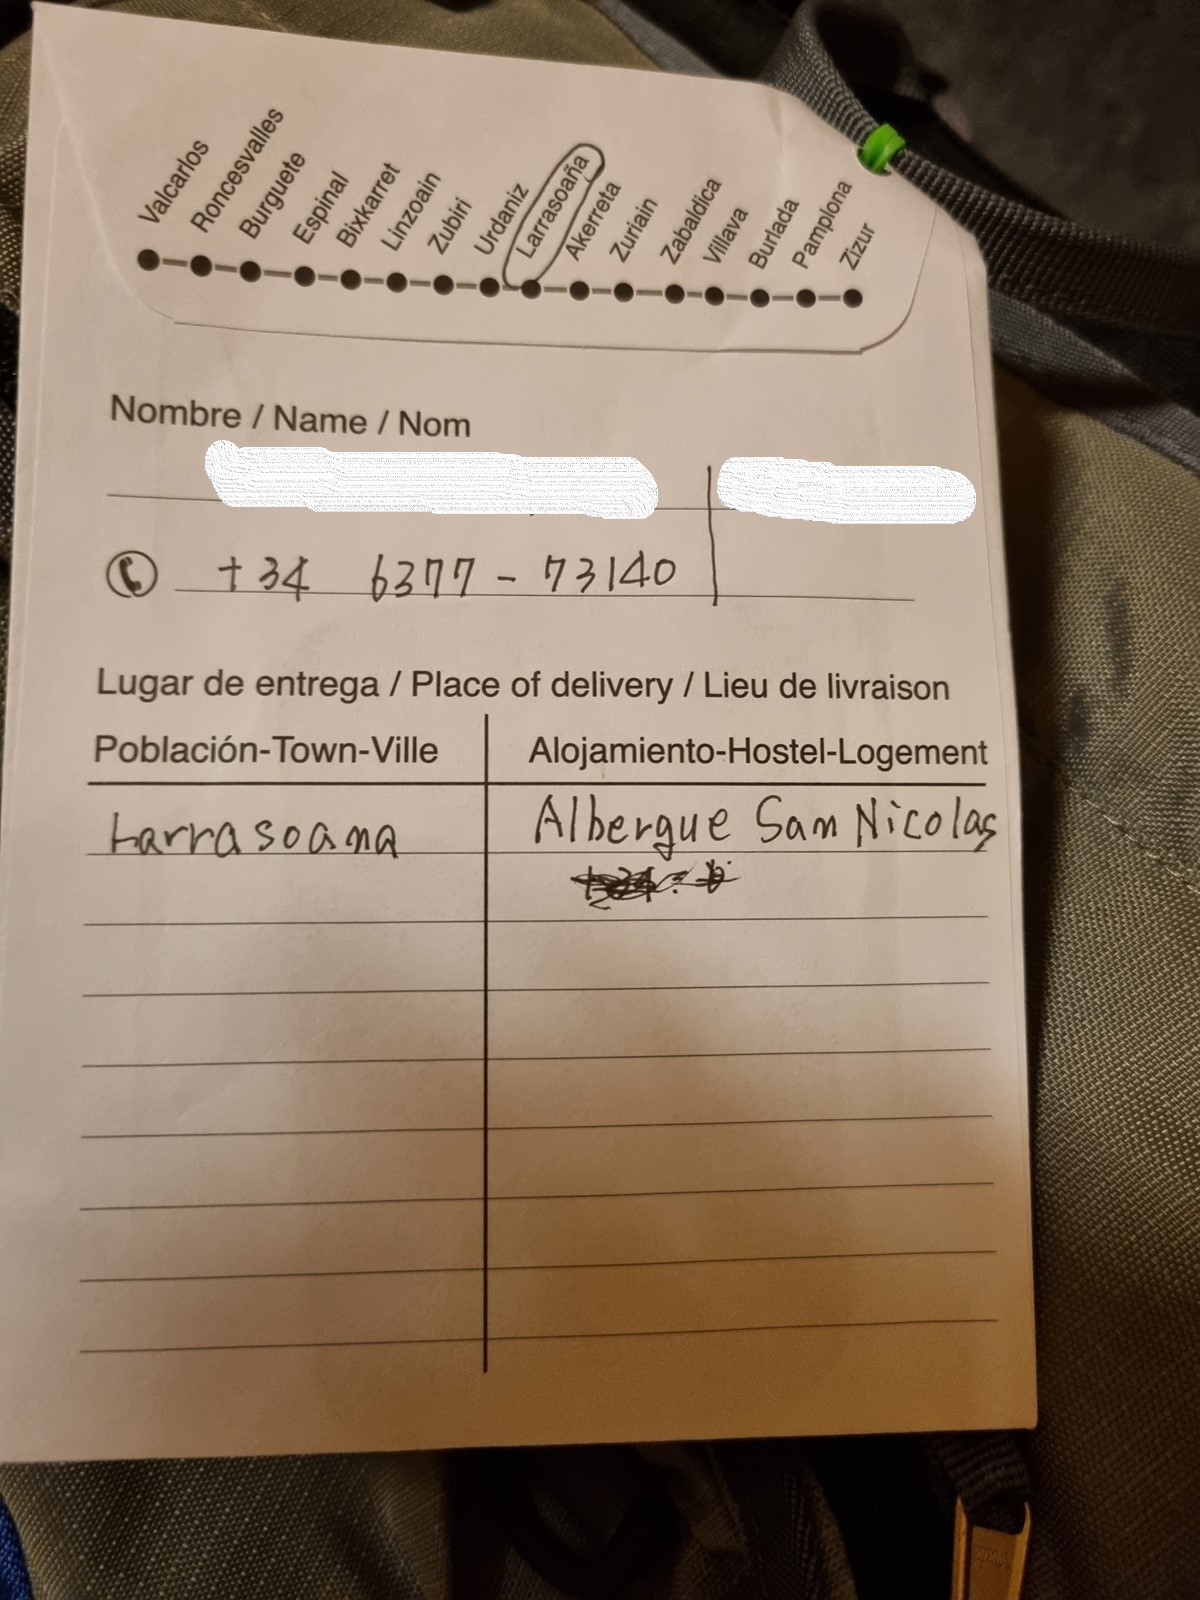 Valcarlos
Roncesvalles
Burguete
Espinal
Bixkarret
Linzoain
Zubiri
Urdaniz
Larrasoaña
Akerreta
Zuriain
Zabaldica
Villava
Burlada
Pamplona
Zizur
Nombre / Name / Nom
+34 6377-73140
Lugar de entrega / Place of delivery / Lieu de livraison
Población-Town-Ville Alojamiento-Hostel-Logement
Larrasoana Albergue San Nicolas